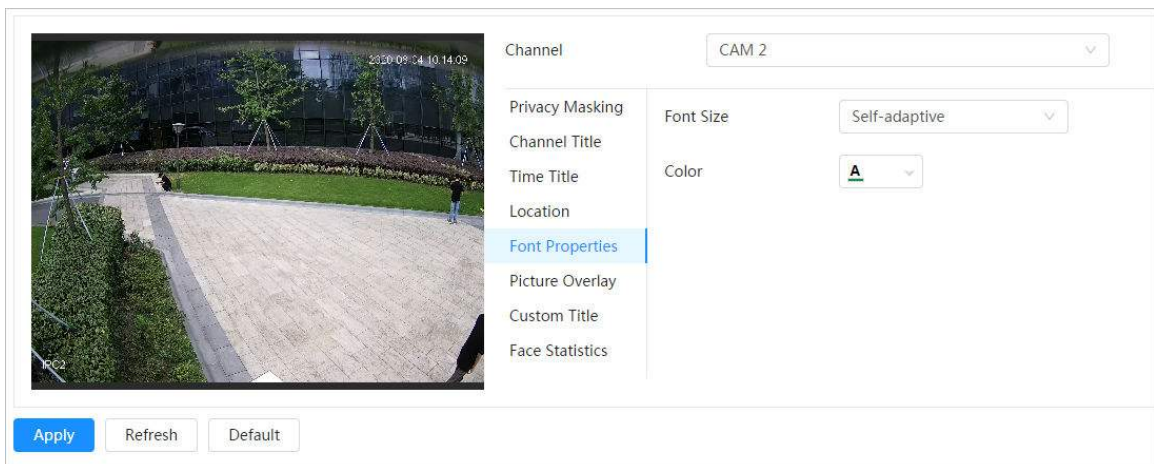 2020-09-04 10:14:09
IPC2
Channel
CAM 2
Privacy Masking
Channel Title
Time Title
Location
Font Properties
Picture Overlay
Custom Title
Face Statistics
Font Size
Self-adaptive
Color
A
Apply
Refresh
Default